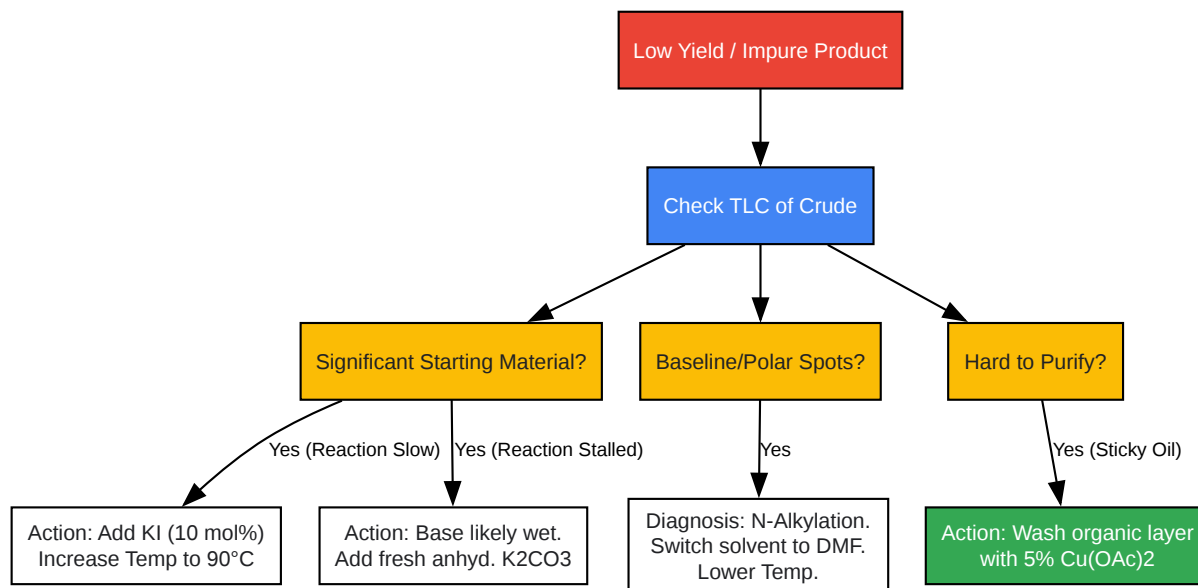 Low Yield / Impure Product
Check TLC of Crude
Significant Starting Material?
Baseline/Polar Spots?
Hard to Purify?
Yes (Reaction Slow)
Yes (Reaction Stalled)
Yes
Yes (Sticky Oil)
Action: Add KI (10 mol%)
Increase Temp to 90°C
Action: Base likely wet.
Add fresh anhyd. K2CO3
Diagnosis: N-Alkylation.
Switch solvent to DMF.
Lower Temp.
Action: Wash organic layer
with 5% Cu(OAc)2